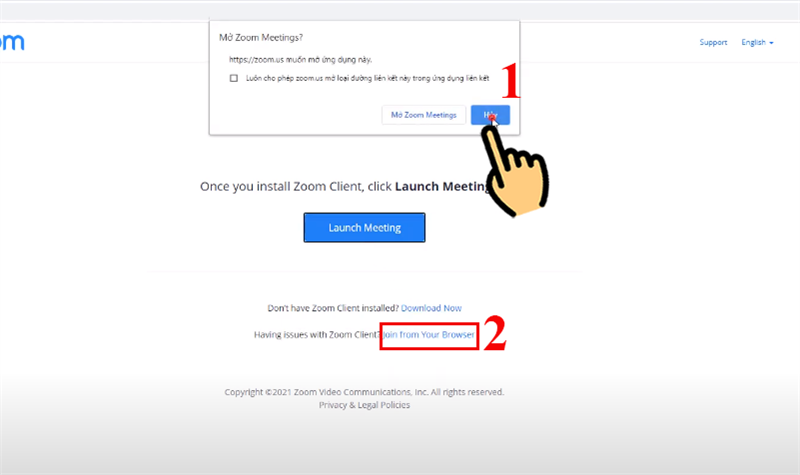 om
Support English
Mở Zoom Meetings?
https://zoom.us muốn mở ứng dụng này.
Luôn cho phép zoom.us mở loại đường liên kết này trong ứng dụng liên kết
1
Mở Zoom Meetings
Once you install Zoom Client, click Launch Meeting
Launch Meeting
Don't have Zoom Client installed? Download Now
Having issues with Zoom Client? Join from Your Browser
2
Copyright ©2021 Zoom Video Communications, Inc. All rights reserved.
Privacy & Legal Policies